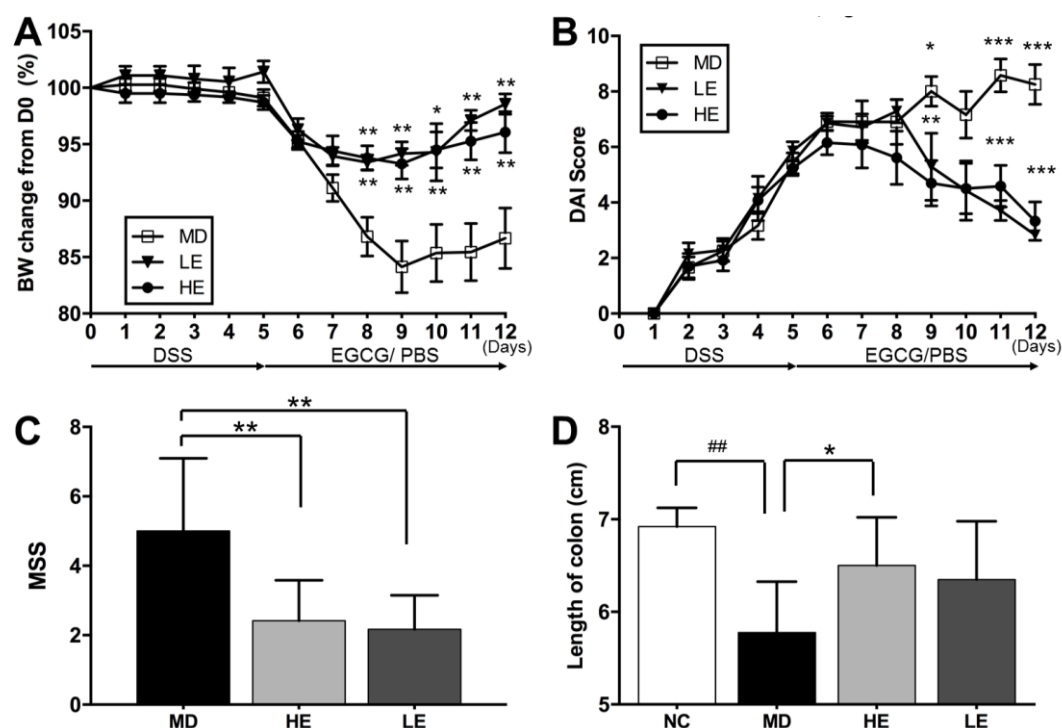 A
BW change from D0 (%)
105
100
95
90
85
80
MD
LE
HE
** ** * ** **
** ** ** ** **
0 1 2 3 4 5 6 7 8 9 10 11 12
(Days)
DSS
EGCG/ PBS
B
DAI Score
10
8
6
4
2
0
MD
LE
HE
* *** ***
** *** ***
0 1 2 3 4 5 6 7 8 9 10 11 12
(Days)
DSS
EGCG/PBS
C
MSS
8
6
4
2
0
**
**
MD HE LE
D
Length of colon (cm)
8
7
6
5
##
*
NC MD HE LE